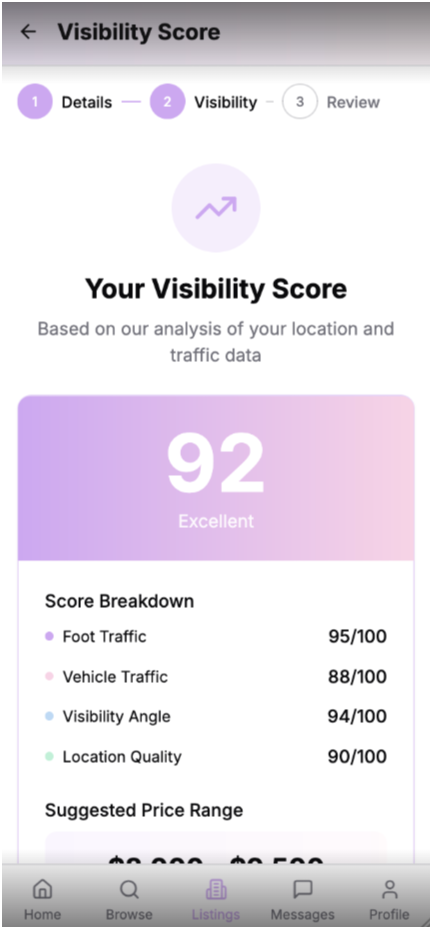 Visibility Score
1 Details 2 Visibility 3 Review
Your Visibility Score
Based on our analysis of your location and
traffic data
92
Excellent
Score Breakdown
Foot Traffic 95/100
Vehicle Traffic 88/100
Visibility Angle 94/100
Location Quality 90/100
Suggested Price Range
Home Browse Listings Messages Profile